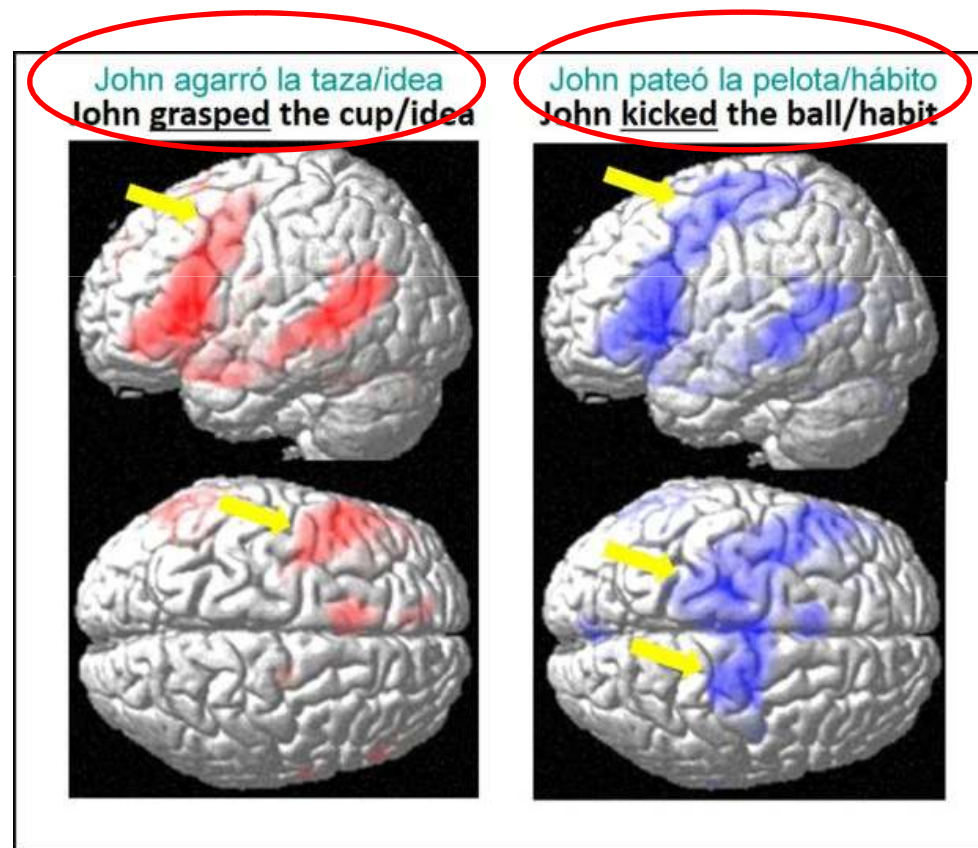 John agarró la taza/idea
John grasped the cup/idea
John pateó la pelota/hábito
John kicked the ball/habit